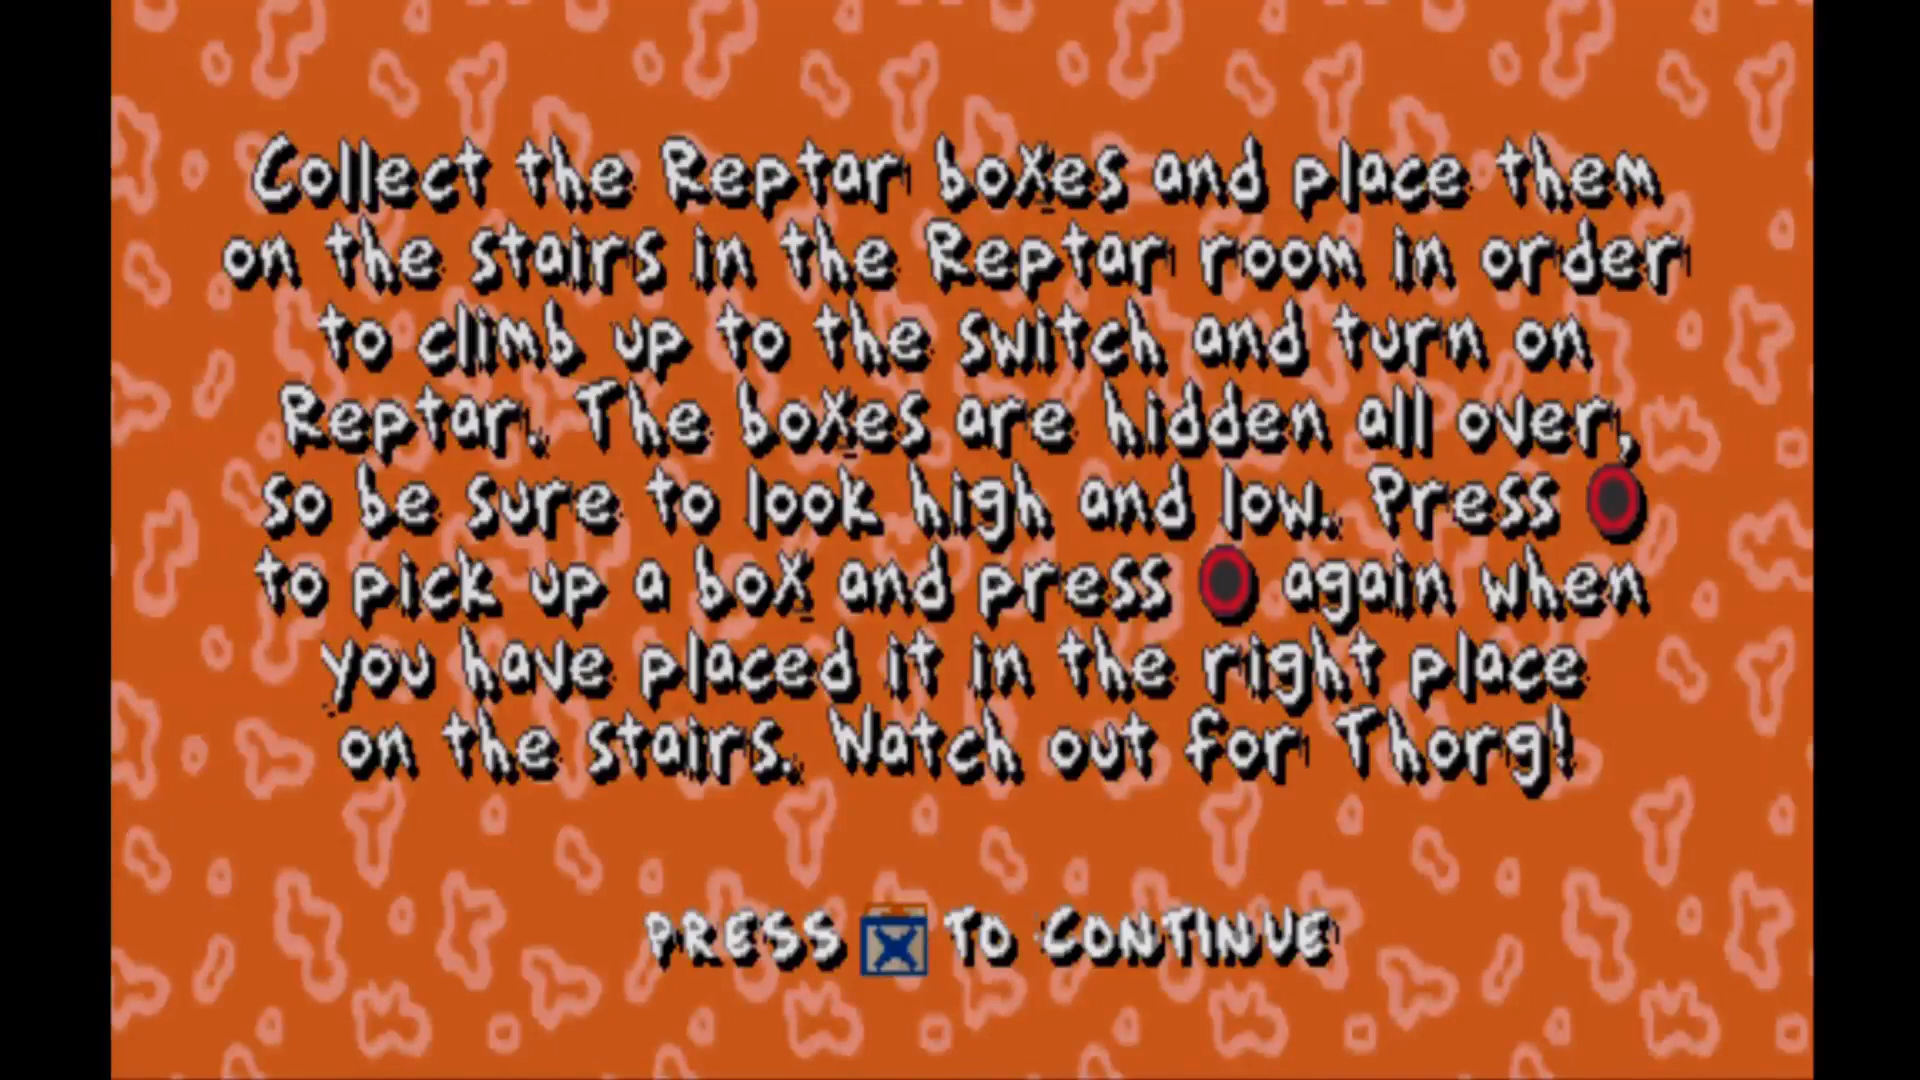 Collect the Reptar boxes and place them
on the stairs in the Reptar room in order
to climb up to the switch and turn on
Reptar. The boxes are hidden all over,
so be sure to look high and low. Press
to pick up a box and press again when
you have placed it in the right place
on the stairs. Watch out for Thorg!
PRESS X TO CONTINUE